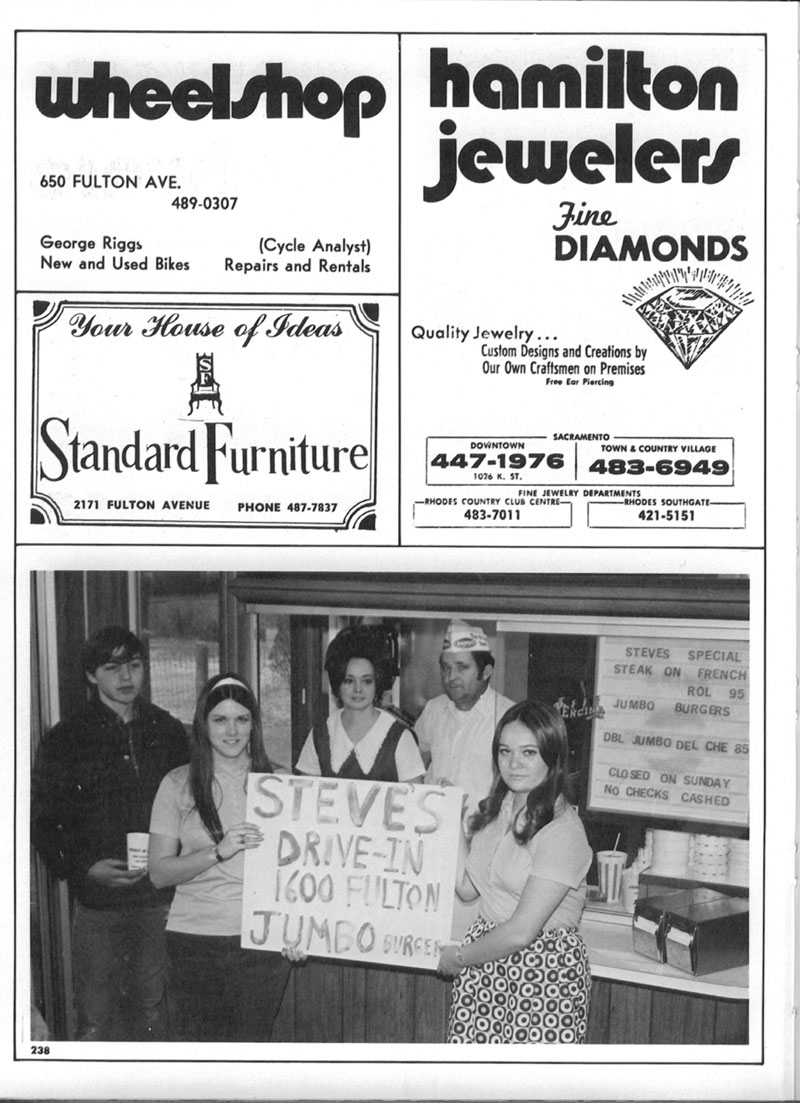 wheelshop
650 FULTON AVE.
489-0307
George Riggs
(Cycle Analyst)
New and Used Bikes
Repairs and Rentals
Your House of Ideas
SF
Standard Furniture
2171 FULTON AVENUE
PHONE 487-7837
hamilton
jewelers
Fine
DIAMONDS
Quality Jewelry...
Custom Designs and Creations by
Our Own Craftsmen on Premises
Free Ear Piercing
SACRAMENTO
DOWNTOWN
447-1976
1026 K. ST.
TOWN & COUNTRY VILLAGE
483-6949
FINE JEWELRY DEPARTMENTS
RHODES COUNTRY CLUB CENTRE
483-7011
RHODES SOUTHGATE
421-5151
STEVE'S
DRIVE-IN
1600 FULTON
JUMBO BURGER
STEVES SPECIAL
STEAK ON FRENCH
ROL 95
JUMBO BURGERS
DBL JUMBO DEL CHE 85
CLOSED ON SUNDAY
NO CHECKS CASHED
238